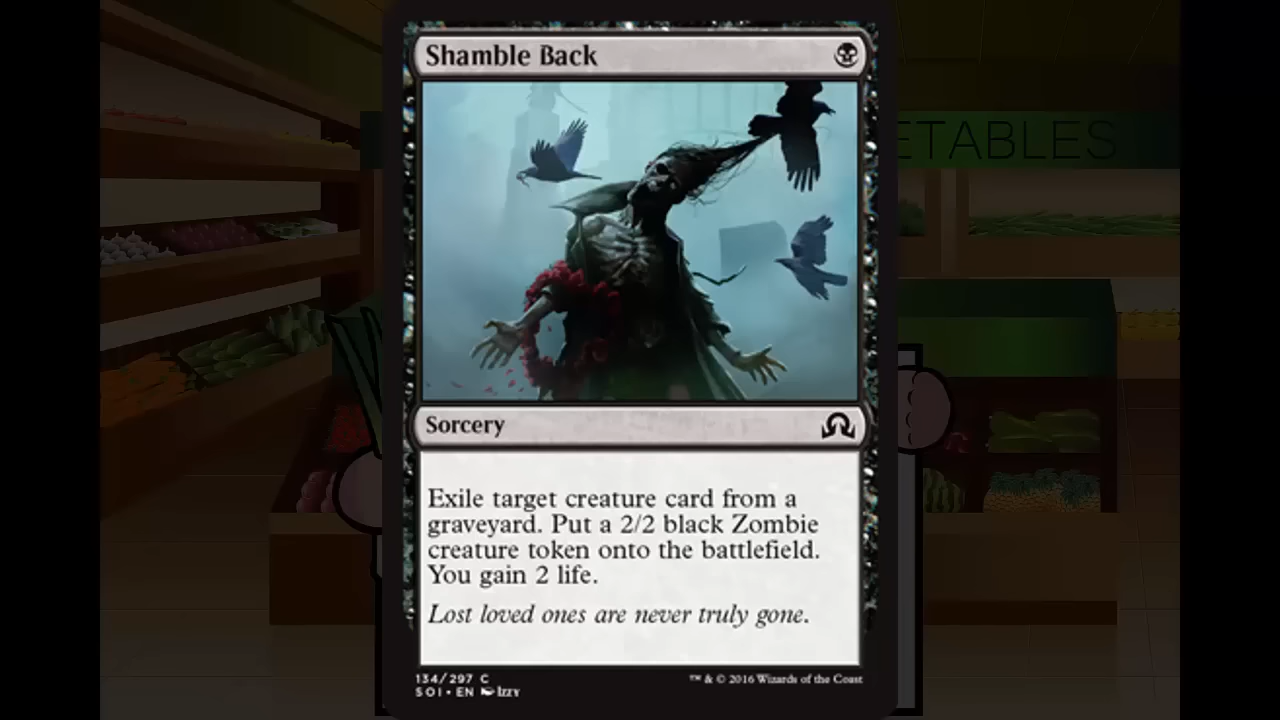 Shamble Back
ETABLES
Sorcery
Exile target creature card from a
graveyard. Put a 2/2 black Zombie
creature token onto the battlefield.
You gain 2 life.
Lost loved ones are never truly gone.
134/297 C
SOI • EN Izzy
™ & © 2016 Wizards of the Coast